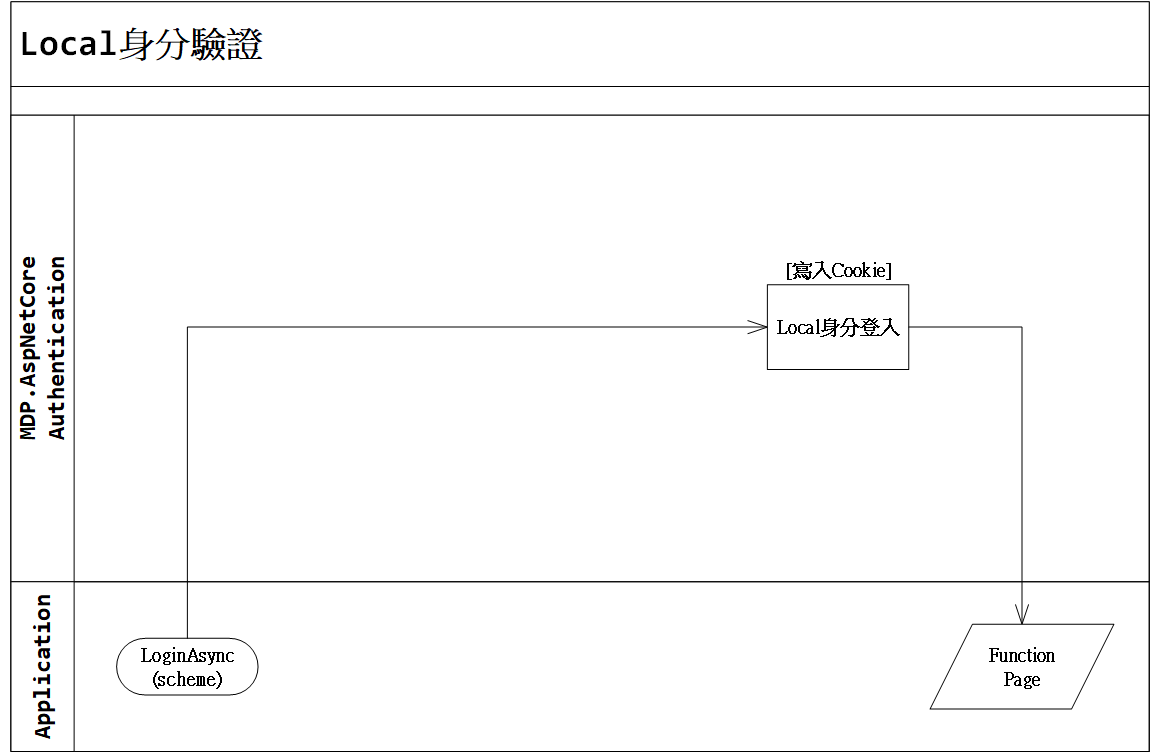 Local身分驗證
MDP.AspNetCore
Authentication
[寫入Cookie]
Local身分登入
Application
LoginAsync
(scheme)
Function
Page